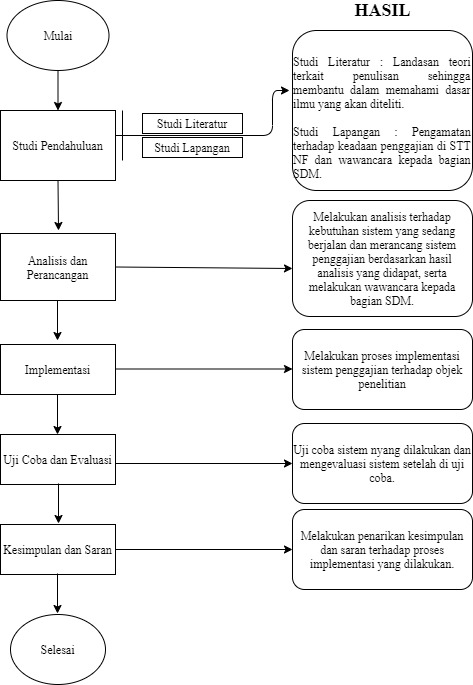 HASIL
Mulai
Studi Pendahuluan
Studi Literatur
Studi Lapangan
Studi Literatur : Landasan teori
terkait penulisan sehingga
membantu dalam memahami dasar
ilmu yang akan diteliti.
Studi Lapangan : Pengamatan
terhadap keadaan penggajian di STT
NF dan wawancara kepada bagian
SDM.
Analisis dan
Perancangan
Melakukan analisis terhadap
kebutuhan sistem yang sedang
berjalan dan merancang sistem
penggajian berdasarkan hasil
analisis yang didapat, serta
melakukan wawancara kepada
bagian SDM.
Implementasi
Melakukan proses implementasi
sistem penggajian terhadap objek
penelitian
Uji Coba dan Evaluasi
Uji coba sistem nyang dilakukan dan
mengevaluasi sistem setelah di uji
coba.
Kesimpulan dan Saran
Melakukan penarikan kesimpulan
dan saran terhadap proses
implementasi yang dilakukan.
Selesai